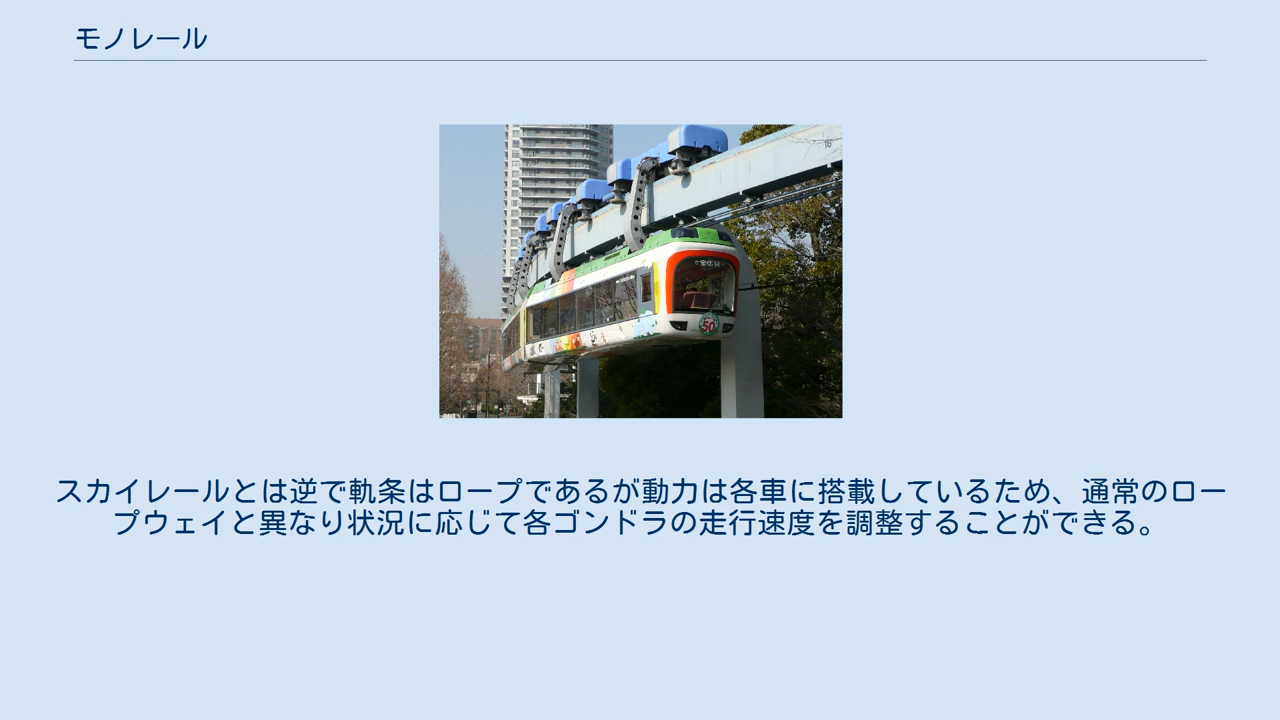 モノレール
16
50
スカイレールとは逆で軌条はロープであるが動力は各車に搭載しているため、通常のロー
プウェイと異なり状況に応じて各ゴンドラの走行速度を調整することができる。